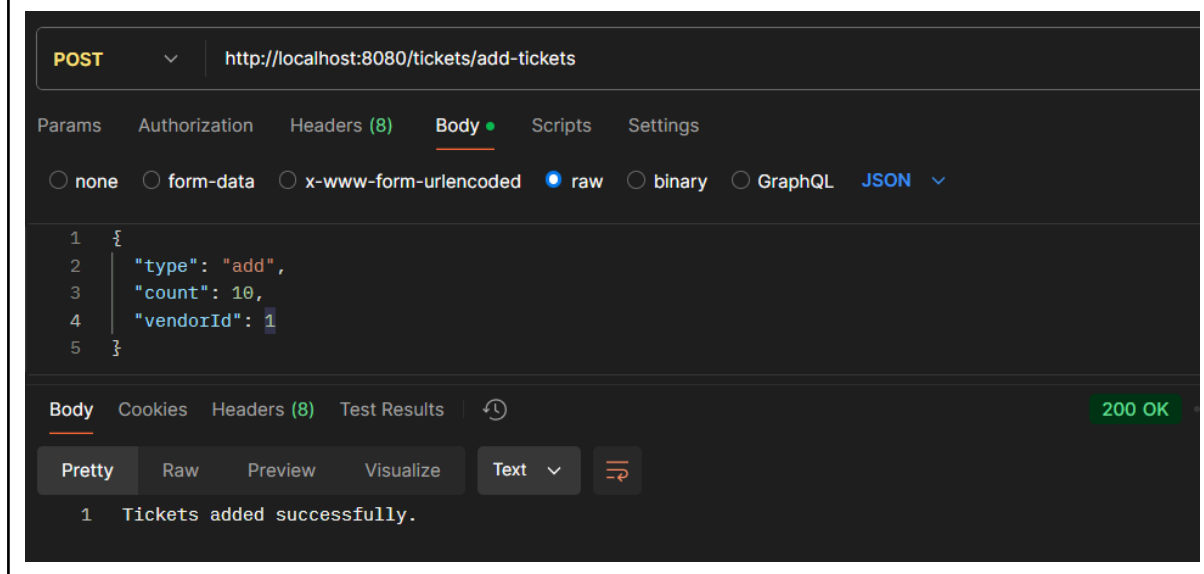 POST http://localhost:8080/tickets/add-tickets
Params Authorization Headers (8) Body Scripts Settings
none form-data x-www-form-urlencoded raw binary GraphQL JSON
1 {
2 "type": "add",
3 "count": 10,
4 "vendorId": 1
5 }
Body Cookies Headers (8) Test Results 200 OK
Pretty Raw Preview Visualize Text
1 Tickets added successfully.